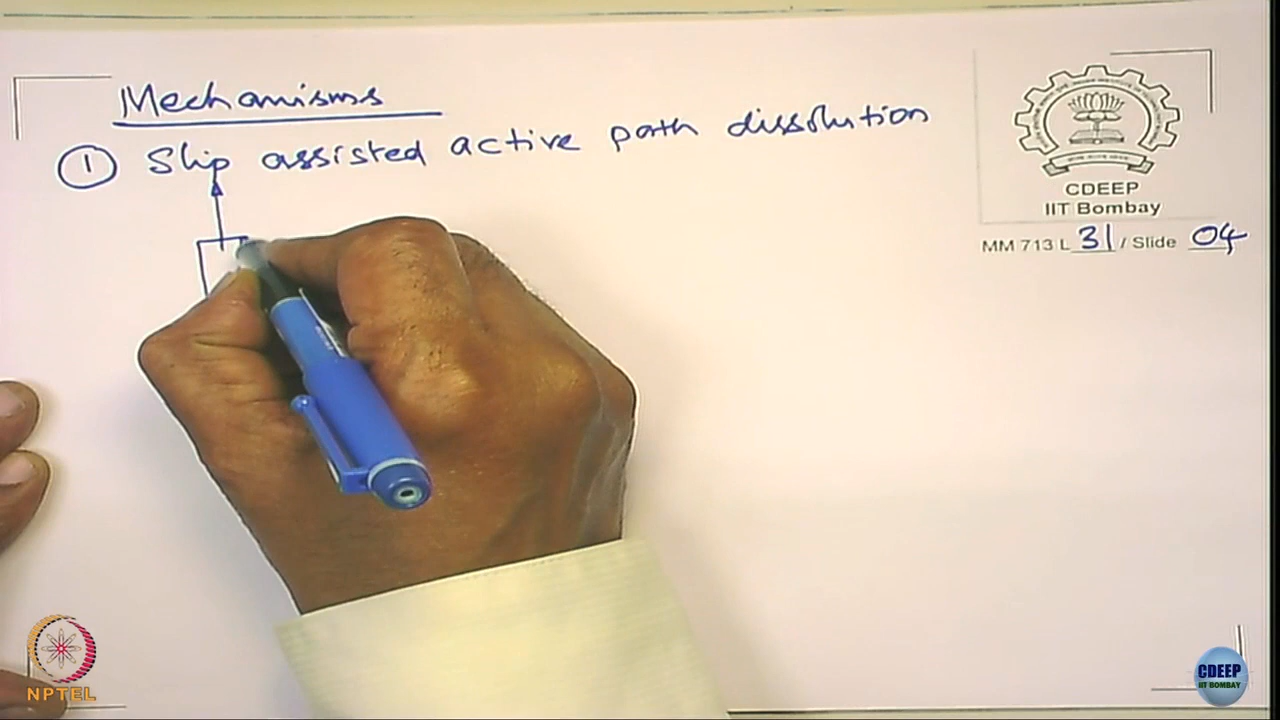 Mechanisms
① Slip assisted active path dissolution
CDEEP
IIT Bombay
MM 713 L 31 / Slide 04
NPTEL
CDEEP
IIT BOMBAY